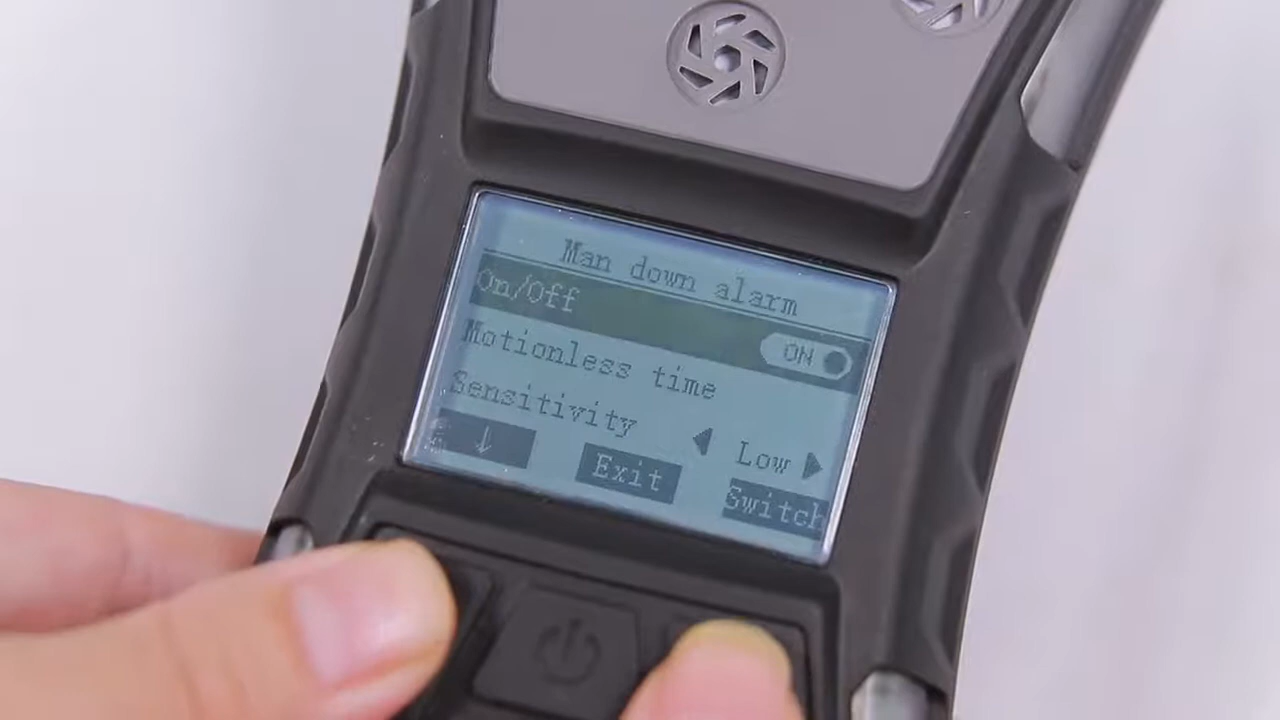 Man down alarm
On/Off ON
Motionless time
Sensitivity Low
↓ Exit Switch